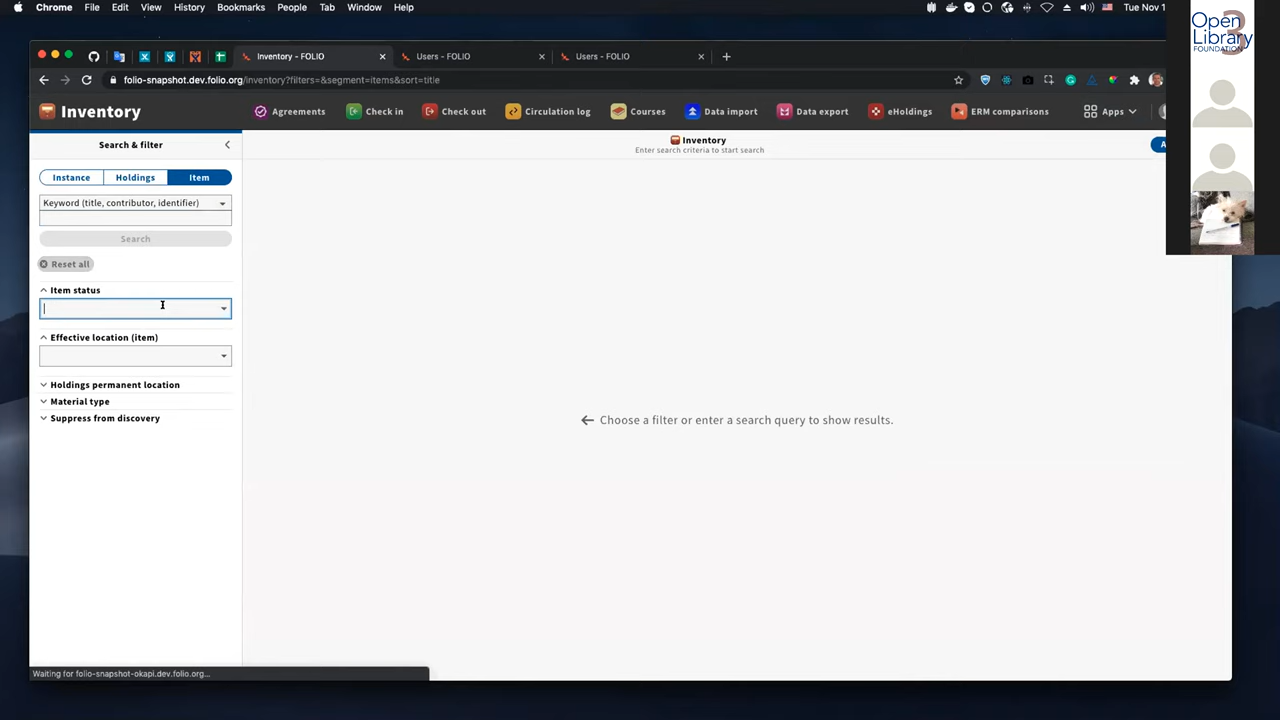 Chrome File Edit View History Bookmarks People Tab Window Help
Tue Nov 1
Open
Library
FOUNDATION
3
Inventory - FOLIO
Users - FOLIO
Users - FOLIO
folio-snapshot.dev.folio.org/inventory?filters=&segment=items&sort=title
Inventory
Agreements
Check in
Check out
Circulation log
Courses
Data import
Data export
eHoldings
ERM comparisons
Apps
Search & filter
Inventory
Enter search criteria to start search
A
Instance Holdings Item
Keyword (title, contributor, identifier)
Search
Reset all
Item status
Effective location (item)
Holdings permanent location
Material type
Suppress from discovery
Choose a filter or enter a search query to show results.
Waiting for folio-snapshot-okapi.dev.folio.org...